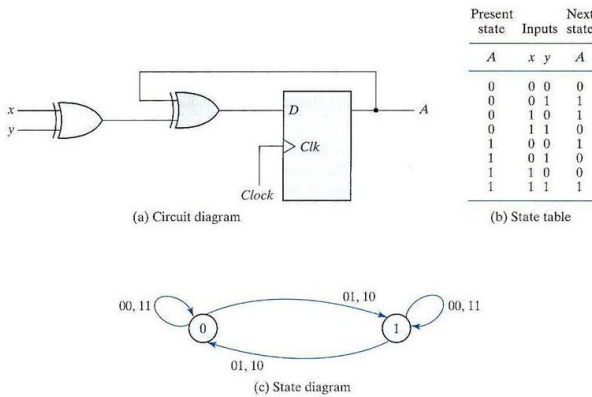 x
y
D
A
Clk
Clock
(a) Circuit diagram
Present state Inputs Next state
A x y A
0 0 0 0
0 0 1 1
0 1 0 1
0 1 1 0
1 0 0 1
1 0 1 0
1 1 0 0
1 1 1 1
(b) State table
00, 11
0
01, 10
1
00, 11
01, 10
(c) State diagram